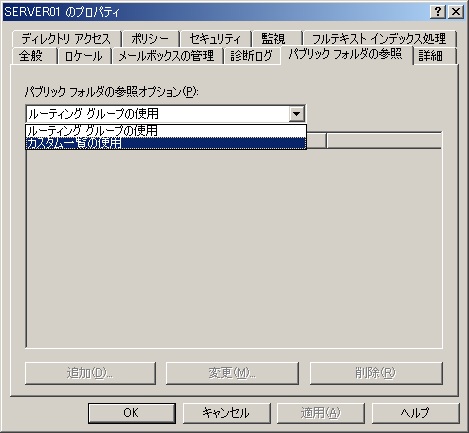 SERVER01 のプロパティ
ディレクトリ アクセス ポリシー セキュリティ 監視 フルテキスト インデックス処理
全般 ロケール メールボックスの管理 診断ログ パブリック フォルダの参照 詳細
パブリック フォルダの参照オプション(P):
ルーティング グループの使用
ルーティング グループの使用
カスタム一覧の使用
追加(D)... 変更(M)... 削除(R)
OK キャンセル 適用(A) ヘルプ